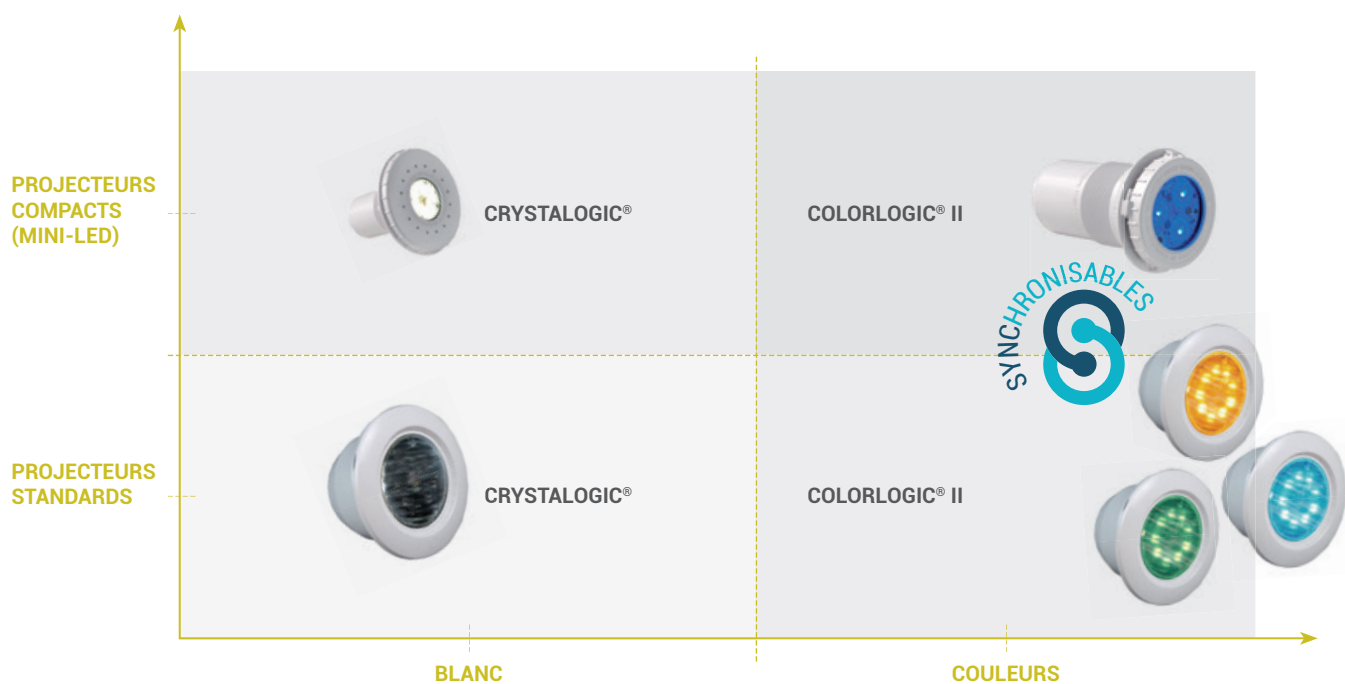 PROJECTEURS
COMPACTS
(MINI-LED)
CRYSTALOGIC®
COLORLOGIC® II
SYNCHRONISABLES
PROJECTEURS
STANDARDS
CRYSTALOGIC®
COLORLOGIC® II
BLANC
COULEURS